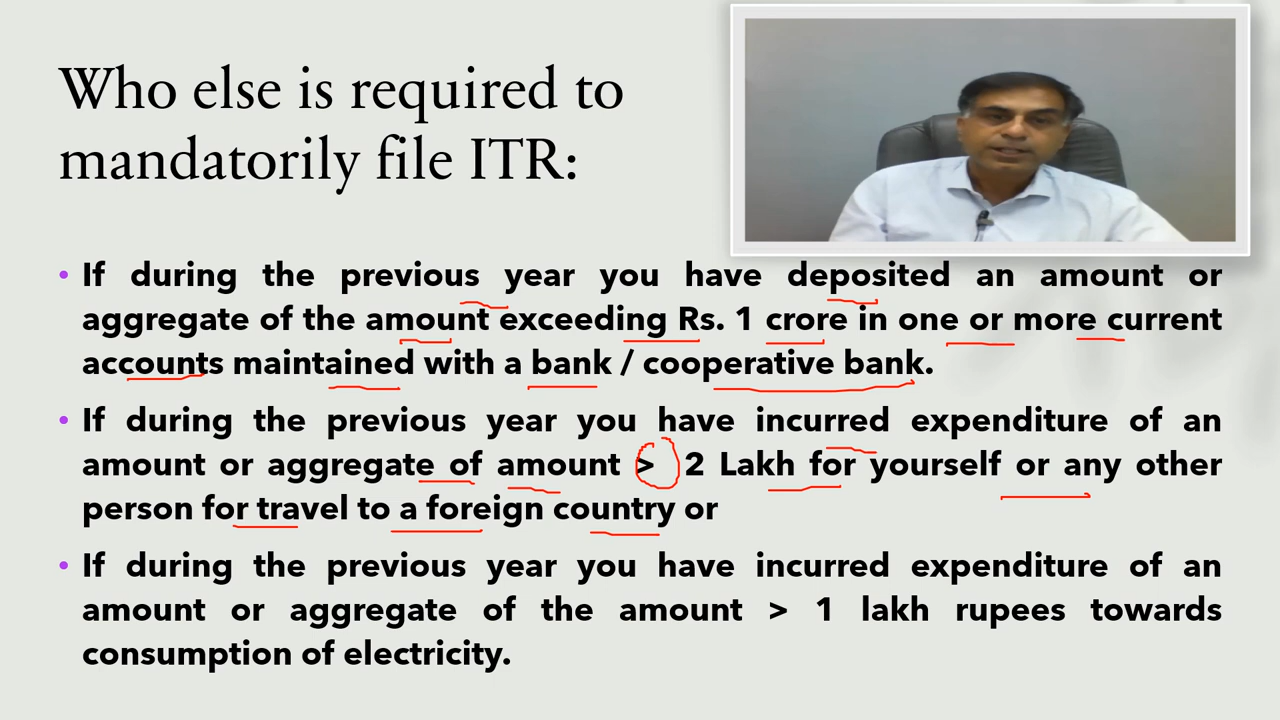 Who else is required to
mandatorily file ITR:
• If during the previous year you have deposited an amount or
aggregate of the amount exceeding Rs. 1 crore in one or more current
accounts maintained with a bank / cooperative bank.
• If during the previous year you have incurred expenditure of an
amount or aggregate of amount > 2 Lakh for yourself or any other
person for travel to a foreign country or
• If during the previous year you have incurred expenditure of an
amount or aggregate of the amount > 1 lakh rupees towards
consumption of electricity.